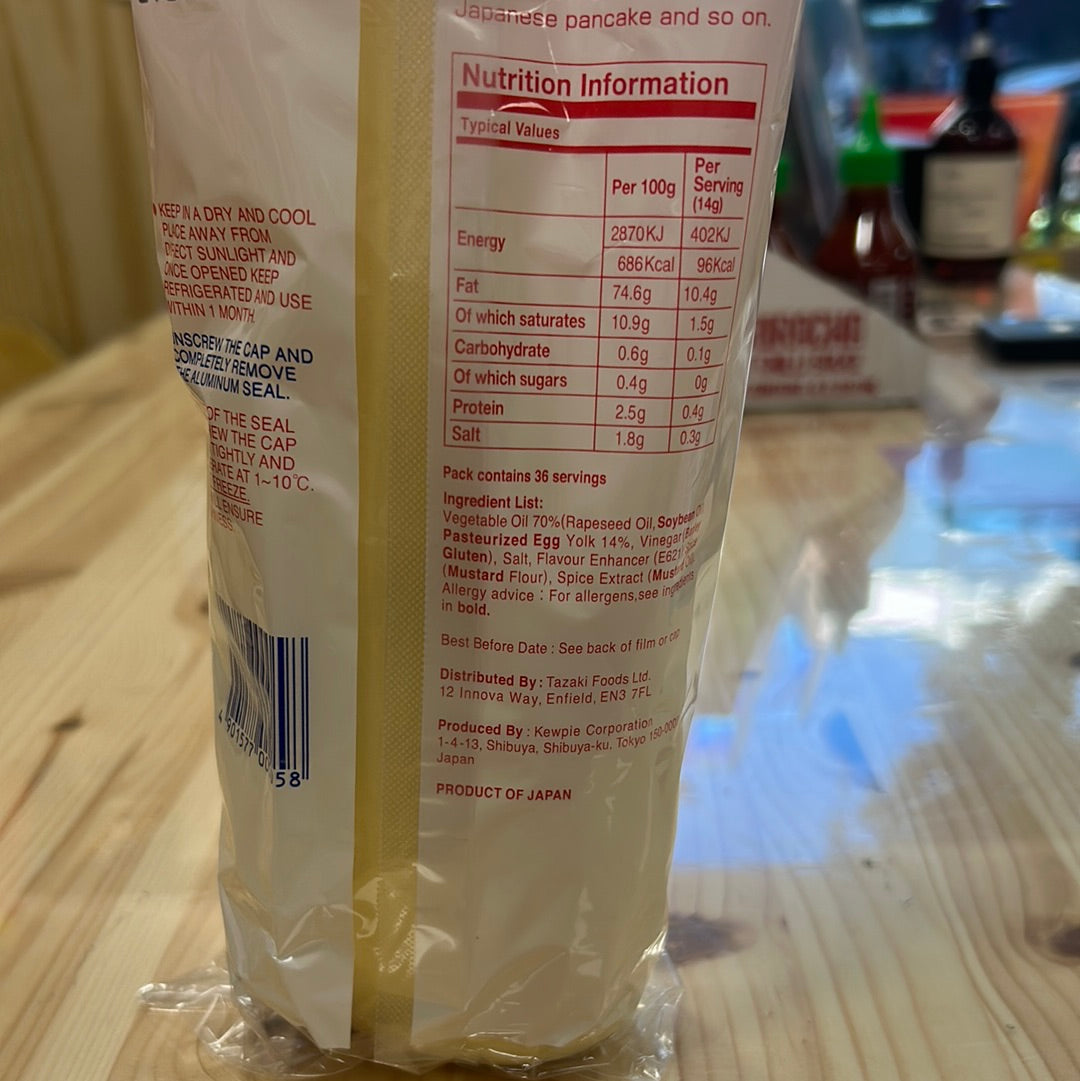 Japanese pancake and so on.
Nutrition Information
Typical Values
Per 100g
Per Serving (14g)
Energy 2870KJ 402KJ
686Kcal 96Kcal
Fat 74.6g 10.4g
Of which saturates 10.9g 1.5g
Carbohydrate 0.6g 0.1g
Of which sugars 0.4g 0g
Protein 2.5g 0.4g
Salt 1.8g 0.3g
Pack contains 36 servings
Ingredient List:
Vegetable Oil 70%(Rapeseed Oil, Soybean
Pasteurized Egg Yolk 14%, Vinegar
Gluten), Salt, Flavour Enhancer (E621)
(Mustard Flour), Spice Extract (Mustard
Allergy advice : For allergens,see ingredients
in bold.
Best Before Date : See back of film or cap
Distributed By : Tazaki Foods Ltd.
12 Innova Way, Enfield, EN3 7FL
Produced By : Kewpie Corporation
1-4-13, Shibuya, Shibuya-ku. Tokyo
Japan
PRODUCT OF JAPAN
KEEP IN A DRY AND COOL
PLACE AWAY FROM
DIRECT SUNLIGHT AND
ONCE OPENED KEEP
REFRIGERATED AND USE
WITHIN 1 MONTH.
UNSCREW THE CAP AND
COMPLETELY REMOVE
THE ALUMINUM SEAL.
OF THE SEAL
THE CAP
TIGHTLY AND
AT 1~10℃.
FREEZE.
ENSURE
58